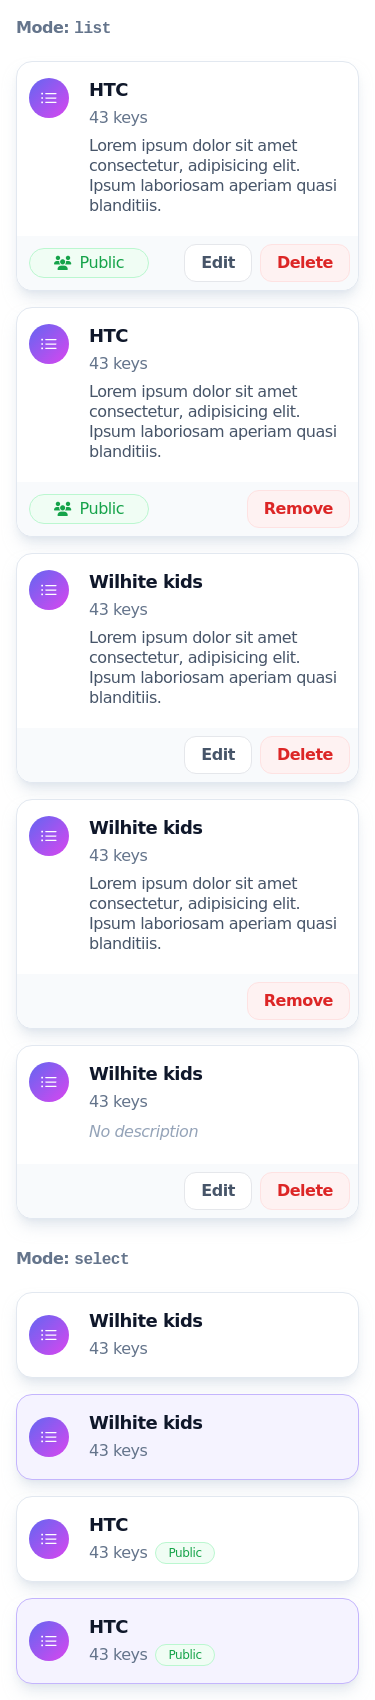 Mode: list
HTC
43 keys
Lorem ipsum dolor sit amet
consectetur, adipisicing elit.
Ipsum laboriosam aperiam quasi
blanditiis.
Public Edit Delete
HTC
43 keys
Lorem ipsum dolor sit amet
consectetur, adipisicing elit.
Ipsum laboriosam aperiam quasi
blanditiis.
Public Remove
Wilhite kids
43 keys
Lorem ipsum dolor sit amet
consectetur, adipisicing elit.
Ipsum laboriosam aperiam quasi
blanditiis.
Edit Delete
Wilhite kids
43 keys
Lorem ipsum dolor sit amet
consectetur, adipisicing elit.
Ipsum laboriosam aperiam quasi
blanditiis.
Remove
Wilhite kids
43 keys
No description
Edit Delete
Mode: select
Wilhite kids
43 keys
Wilhite kids
43 keys
HTC
43 keys Public
HTC
43 keys Public